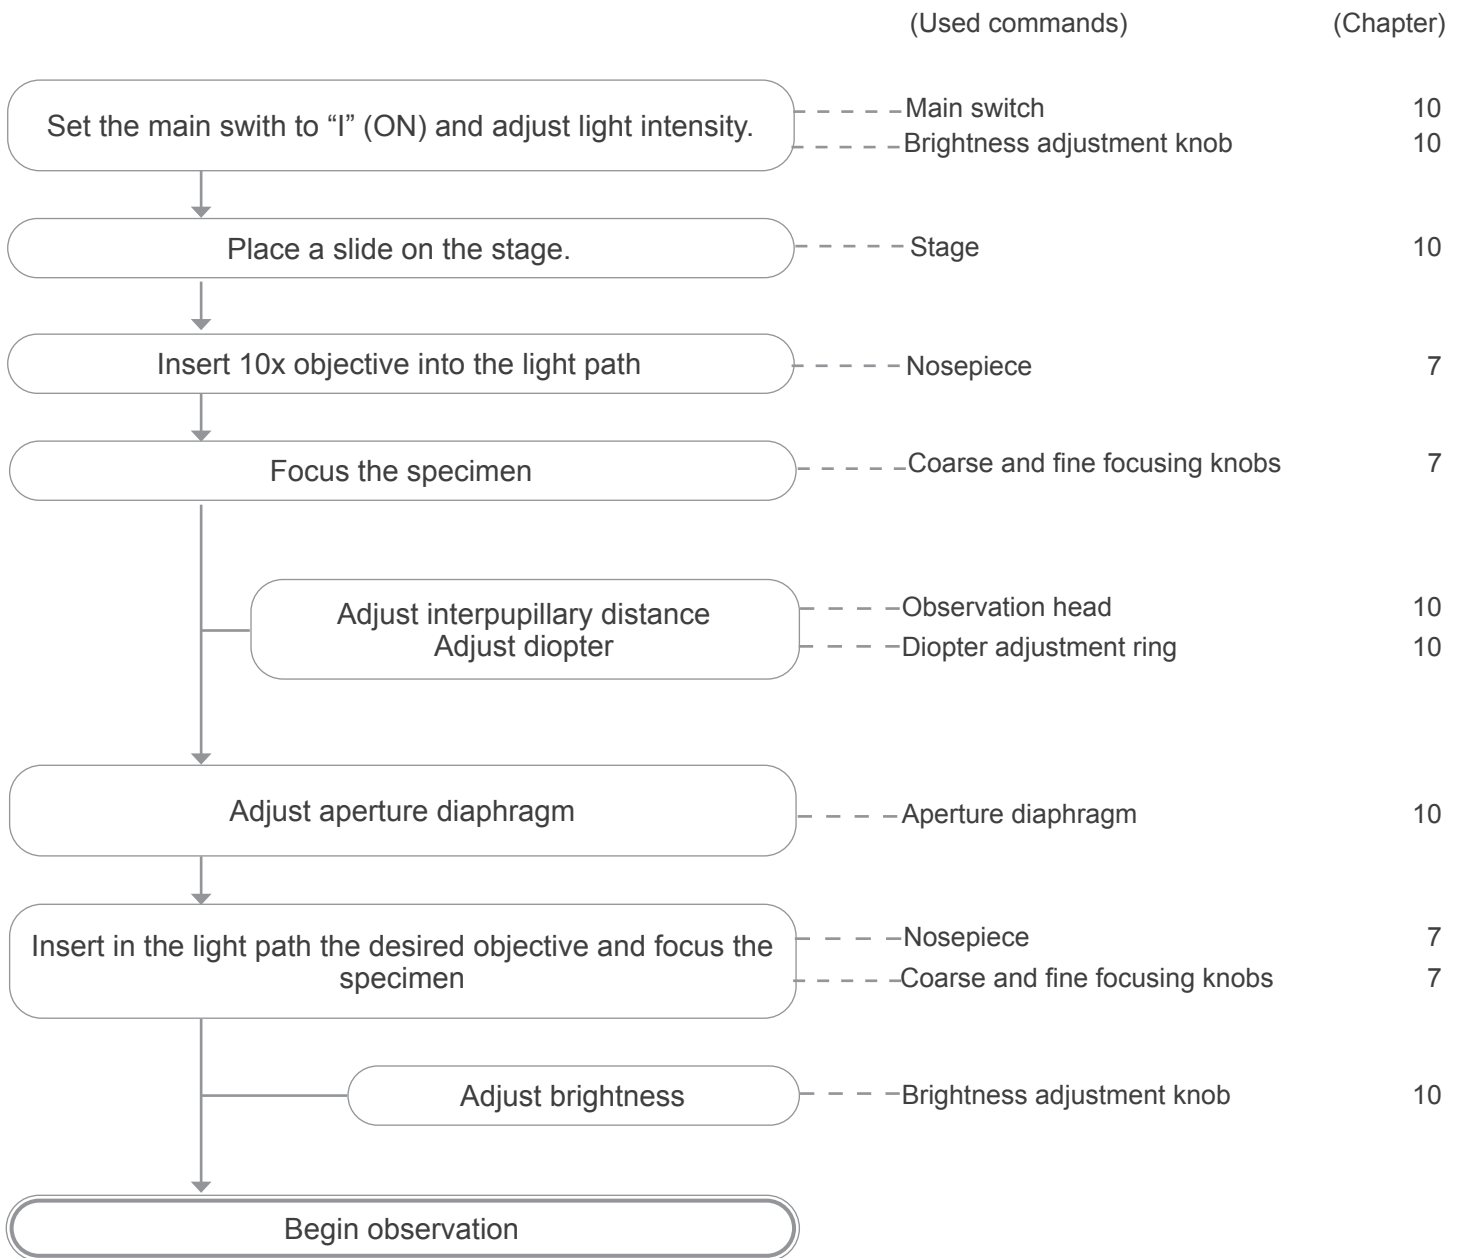 (Used commands) (Chapter)
Set the main swith to “I” (ON) and adjust light intensity.
Main switch 10
Brightness adjustment knob 10
Place a slide on the stage.
Stage 10
Insert 10x objective into the light path
Nosepiece 7
Focus the specimen
Coarse and fine focusing knobs 7
Adjust interpupillary distance
Adjust diopter
Observation head 10
Diopter adjustment ring 10
Adjust aperture diaphragm
Aperture diaphragm 10
Insert in the light path the desired objective and focus the
specimen
Nosepiece 7
Coarse and fine focusing knobs 7
Adjust brightness
Brightness adjustment knob 10
Begin observation